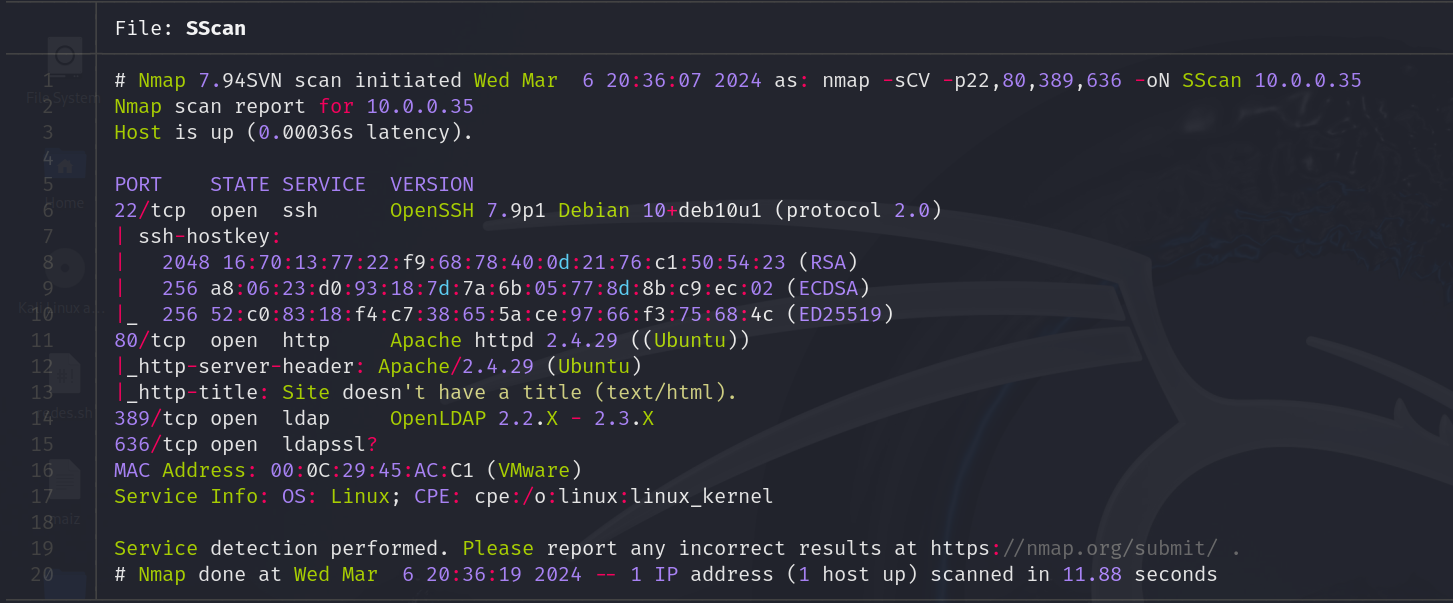 File: SScan
1 # Nmap 7.94SVN scan initiated Wed Mar  6 20:36:07 2024 as: nmap -sCV -p22,80,389,636 -oN SScan 10.0.0.35
2 Nmap scan report for 10.0.0.35
3 Host is up (0.00036s latency).
4
5 PORT    STATE SERVICE  VERSION
6 22/tcp  open  ssh      OpenSSH 7.9p1 Debian 10+deb10u1 (protocol 2.0)
7 | ssh-hostkey:
8 |   2048 16:70:13:77:22:f9:68:78:40:0d:21:76:c1:50:54:23 (RSA)
9 |   256 a8:06:23:d0:93:18:7d:7a:6b:05:77:8d:8b:c9:ec:02 (ECDSA)
10 |_  256 52:c0:83:18:f4:c7:38:65:5a:ce:97:66:f3:75:68:4c (ED25519)
11 80/tcp  open  http     Apache httpd 2.4.29 ((Ubuntu))
12 |_http-server-header: Apache/2.4.29 (Ubuntu)
13 |_http-title: Site doesn't have a title (text/html).
14 389/tcp open  ldap     OpenLDAP 2.2.X - 2.3.X
15 636/tcp open  ldapssl?
16 MAC Address: 00:0C:29:45:AC:C1 (VMware)
17 Service Info: OS: Linux; CPE: cpe:/o:linux:linux_kernel
18
19 Service detection performed. Please report any incorrect results at https://nmap.org/submit/ .
20 # Nmap done at Wed Mar  6 20:36:19 2024 -- 1 IP address (1 host up) scanned in 11.88 seconds
File System
Home